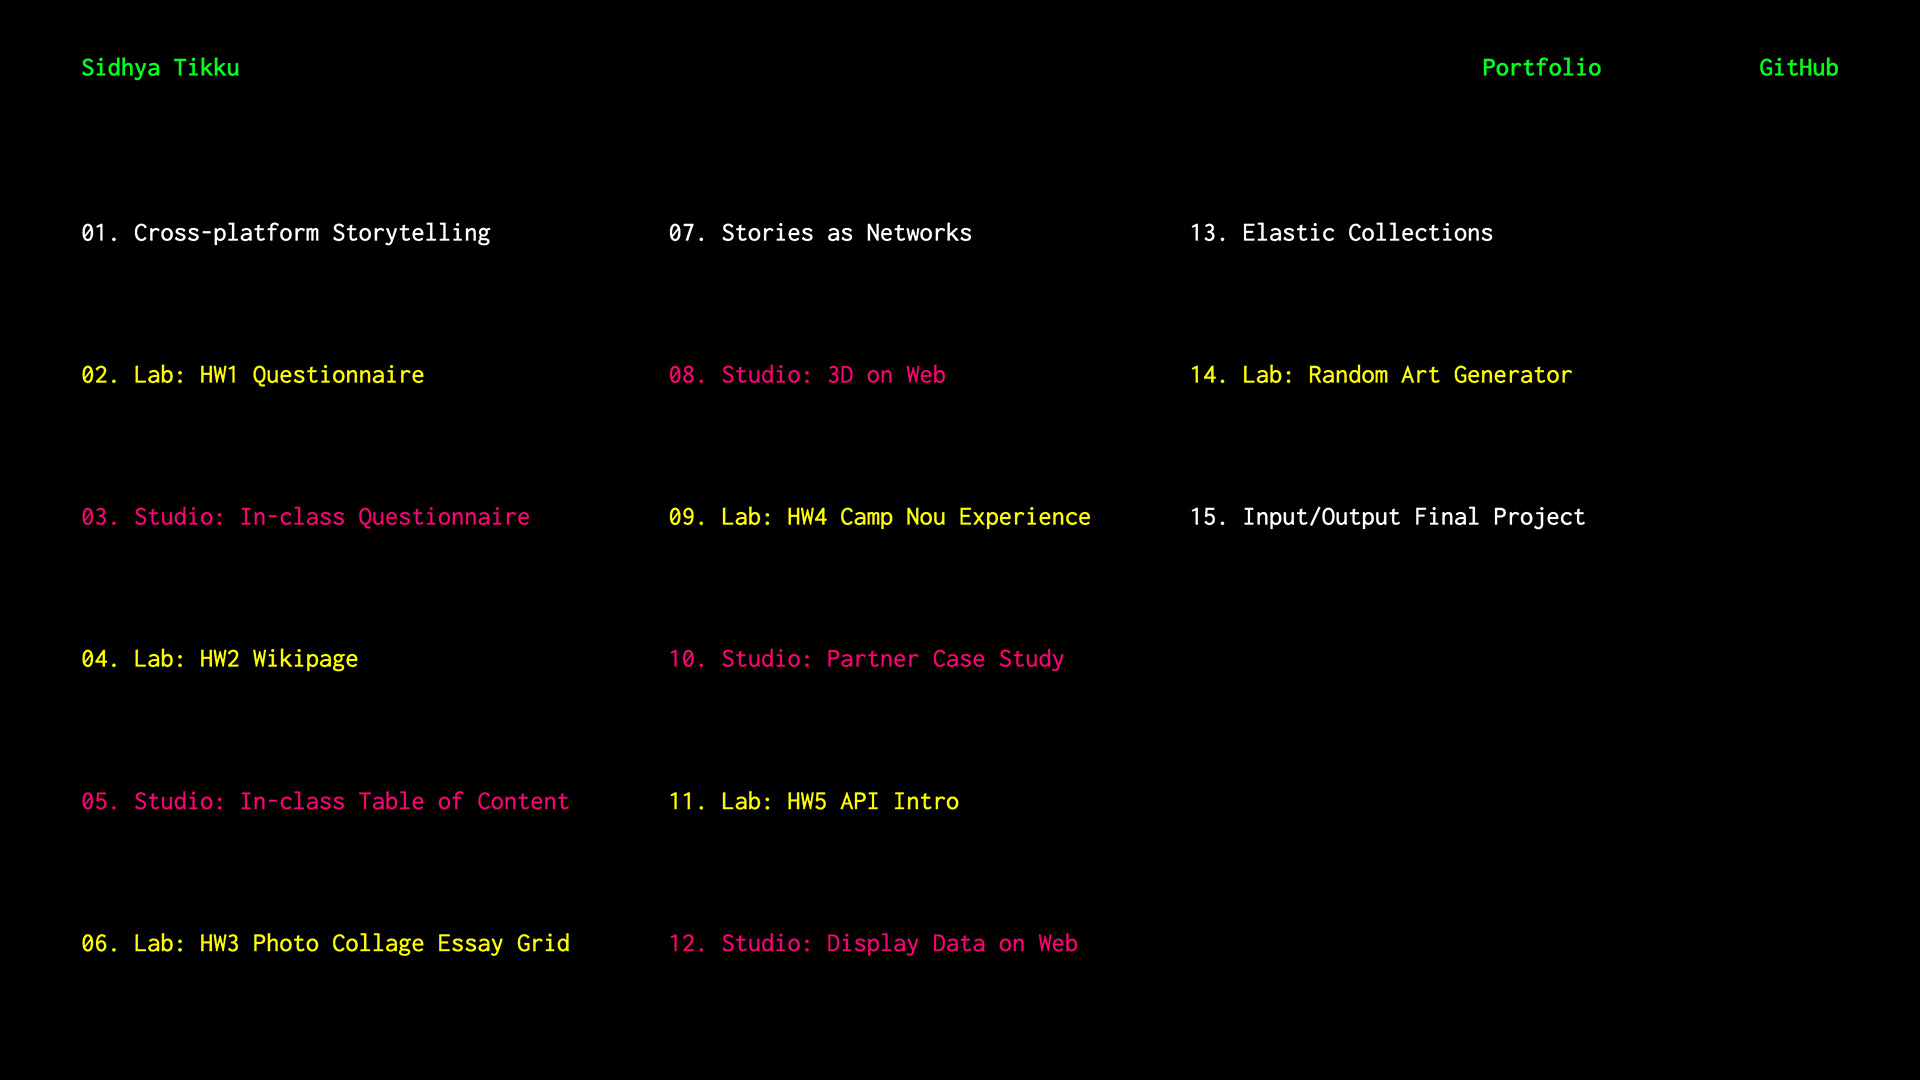 Sidhya Tikku
Portfolio
GitHub
01. Cross-platform Storytelling
02. Lab: HW1 Questionnaire
03. Studio: In-class Questionnaire
04. Lab: HW2 Wikipage
05. Studio: In-class Table of Content
06. Lab: HW3 Photo Collage Essay Grid
07. Stories as Networks
08. Studio: 3D on Web
09. Lab: HW4 Camp Nou Experience
10. Studio: Partner Case Study
11. Lab: HW5 API Intro
12. Studio: Display Data on Web
13. Elastic Collections
14. Lab: Random Art Generator
15. Input/Output Final Project